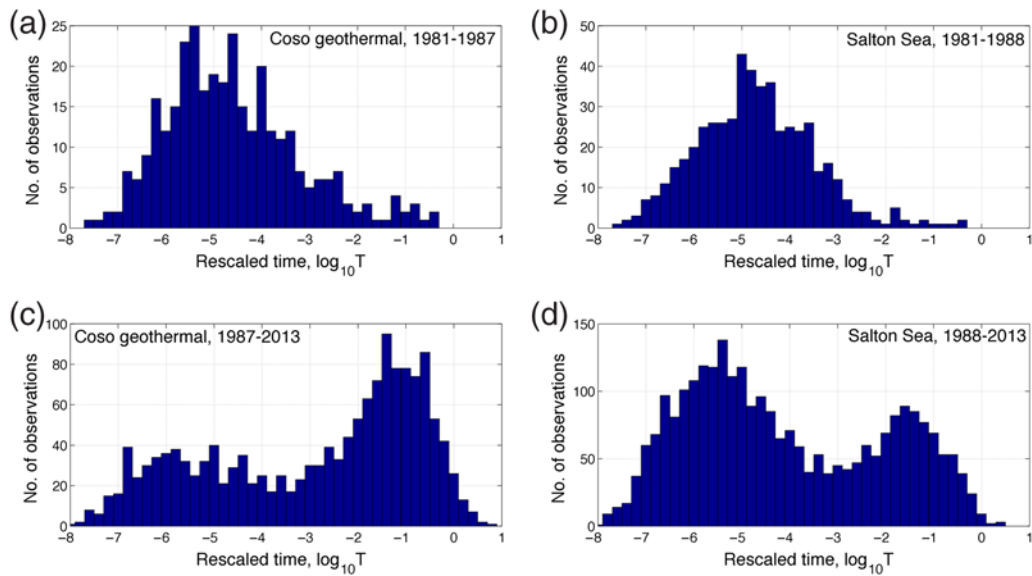 (a)
Coso geothermal, 1981-1987
25
20
15
10
5
0
No. of observations
−8 −7 −6 −5 −4 −3 −2 −1 0 1
Rescaled time, log10T
(b)
Salton Sea, 1981-1988
50
40
30
20
10
0
No. of observations
−8 −7 −6 −5 −4 −3 −2 −1 0 1
Rescaled time, log10T
(c)
Coso geothermal, 1987-2013
100
80
60
40
20
0
No. of observations
−8 −7 −6 −5 −4 −3 −2 −1 0 1
Rescaled time, log10T
(d)
Salton Sea, 1988-2013
150
100
50
0
No. of observations
−8 −7 −6 −5 −4 −3 −2 −1 0 1
Rescaled time, log10T